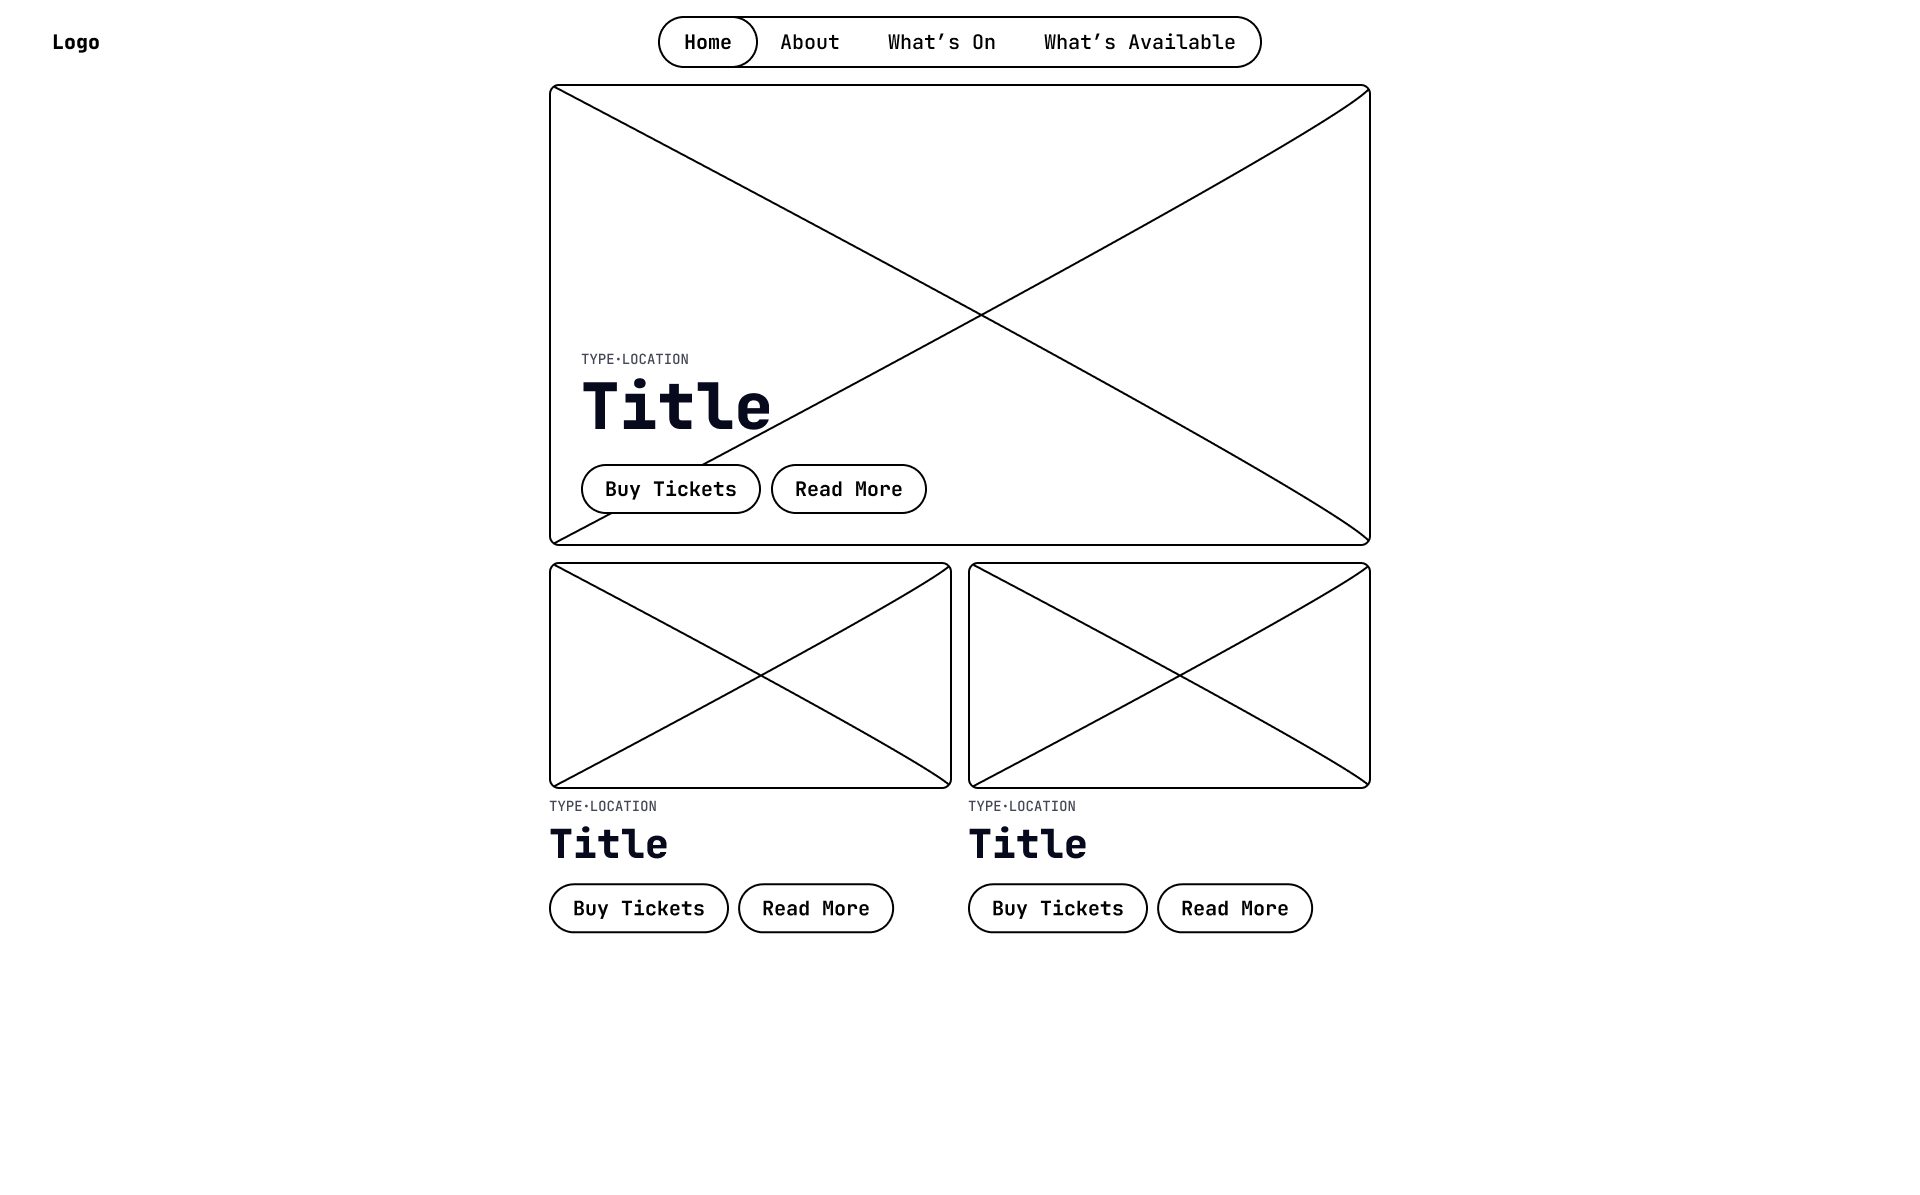 Logo
Home About What’s On What’s Available
TYPE·LOCATION
Title
Buy Tickets Read More
TYPE·LOCATION
Title
Buy Tickets Read More
TYPE·LOCATION
Title
Buy Tickets Read More